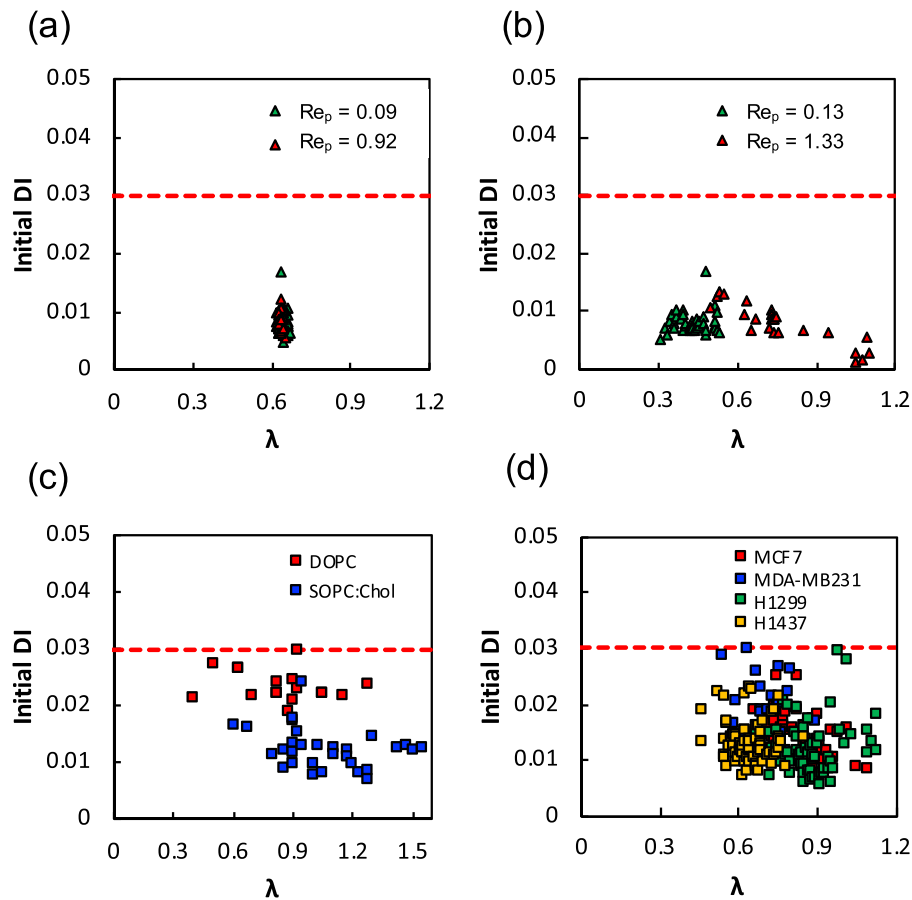 (a)
0.05
0.04
0.03
0.02
0.01
0
Initial DI
Reₚ = 0.09
Reₚ = 0.92
0 0.3 0.6 0.9 1.2
λ
(b)
0.05
0.04
0.03
0.02
0.01
0
Initial DI
Reₚ = 0.13
Reₚ = 1.33
0 0.3 0.6 0.9 1.2
λ
(c)
0.05
0.04
0.03
0.02
0.01
0
Initial DI
DOPC
SOPC:Chol
0 0.3 0.6 0.9 1.2 1.5
λ
(d)
0.05
0.04
0.03
0.02
0.01
0
Initial DI
MCF7
MDA-MB231
H1299
H1437
0 0.3 0.6 0.9 1.2
λ